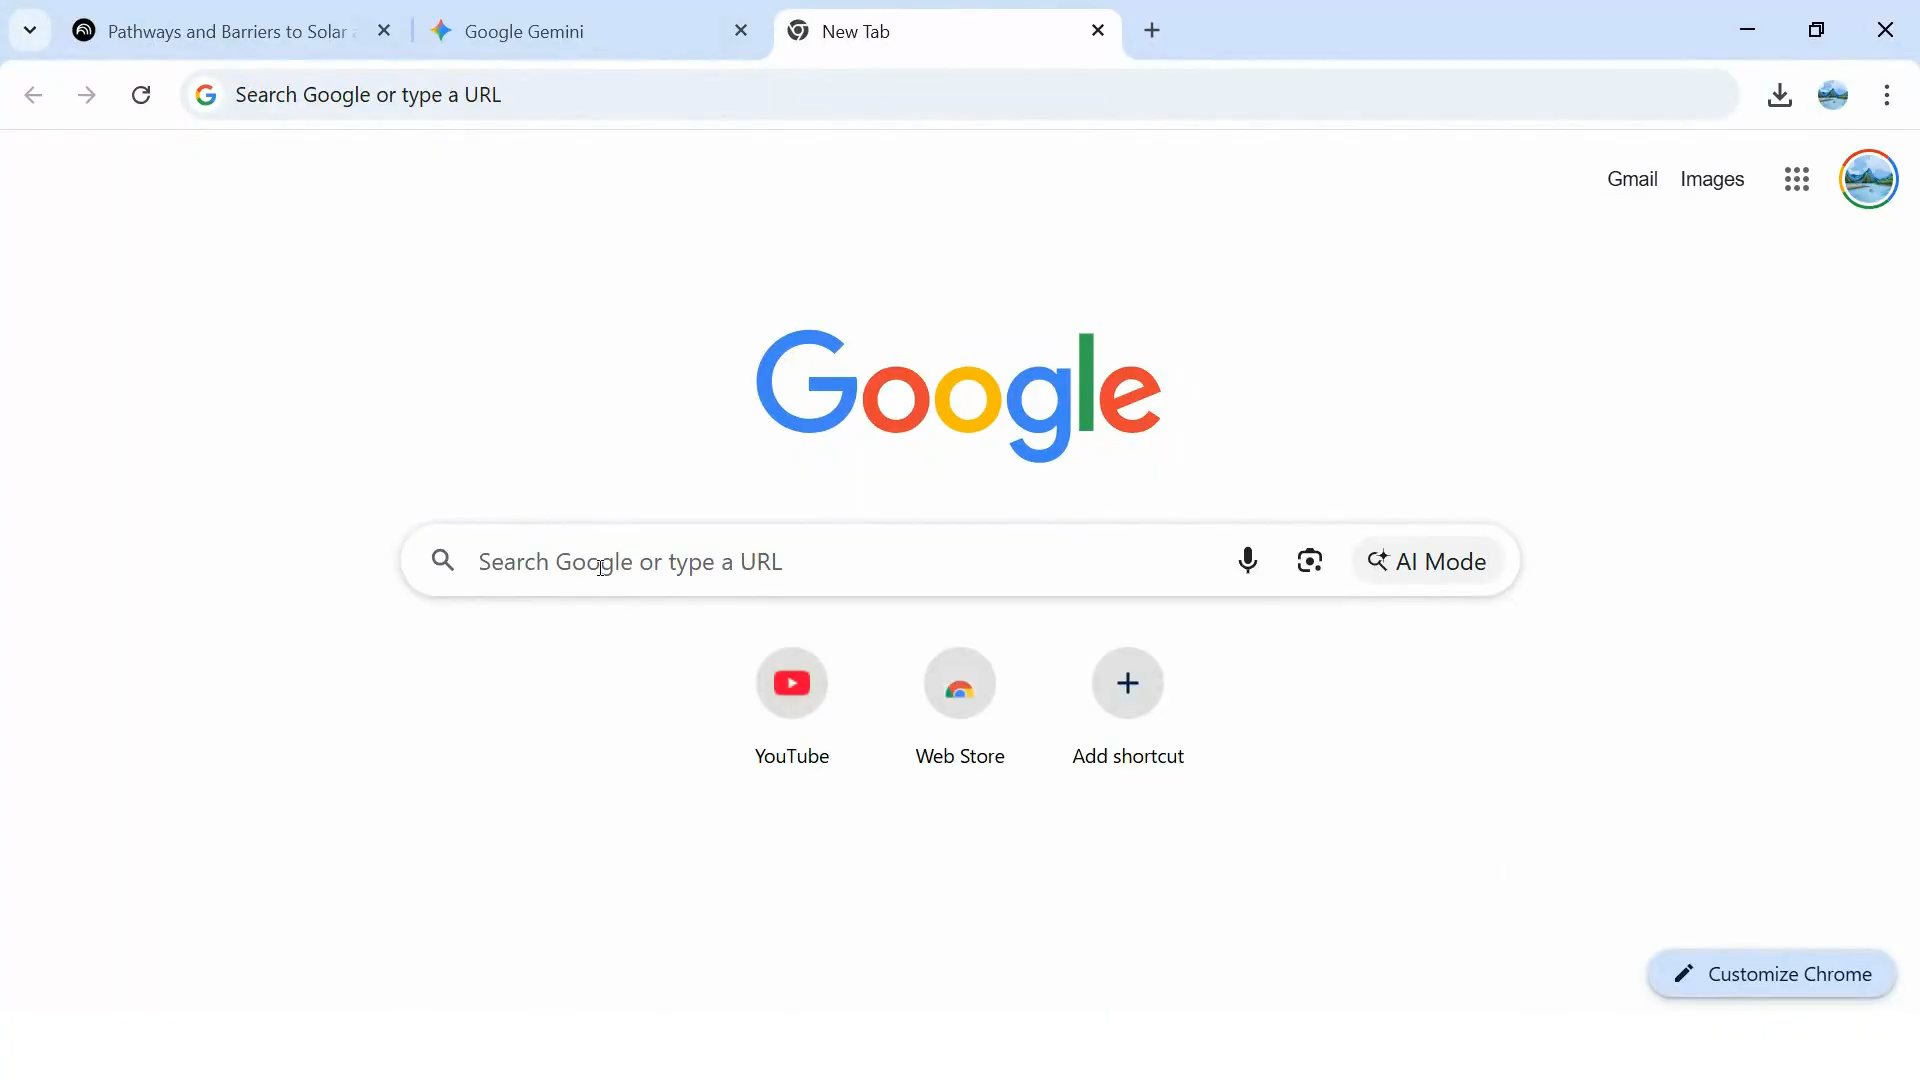 Pathways and Barriers to Solar
Google Gemini
New Tab
Search Google or type a URL
Gmail
Images
Google
Search Google or type a URL
AI Mode
YouTube
Web Store
Add shortcut
Customize Chrome